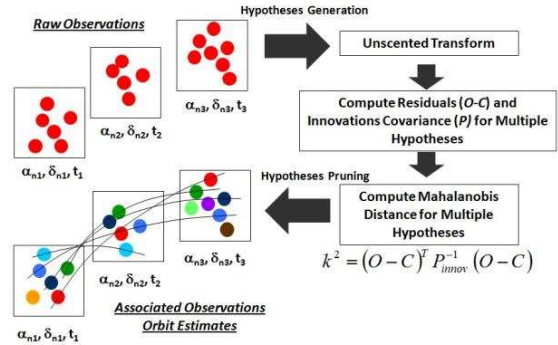 Raw Observations
Hypotheses Generation
Unscented Transform
αn3, δn3, t3
αn2, δn2, t2
Compute Residuals (O-C) and
Innovations Covariance (P) for Multiple
Hypotheses
αn1, δn1, t1
Hypotheses Pruning
Compute Mahalanobis
Distance for Multiple
Hypotheses
k² = (O − C)ᵀ P⁻¹innov (O − C)
αn3, δn3, t3
αn2, δn2, t2
Associated Observations
Orbit Estimates
αn1, δn1, t1